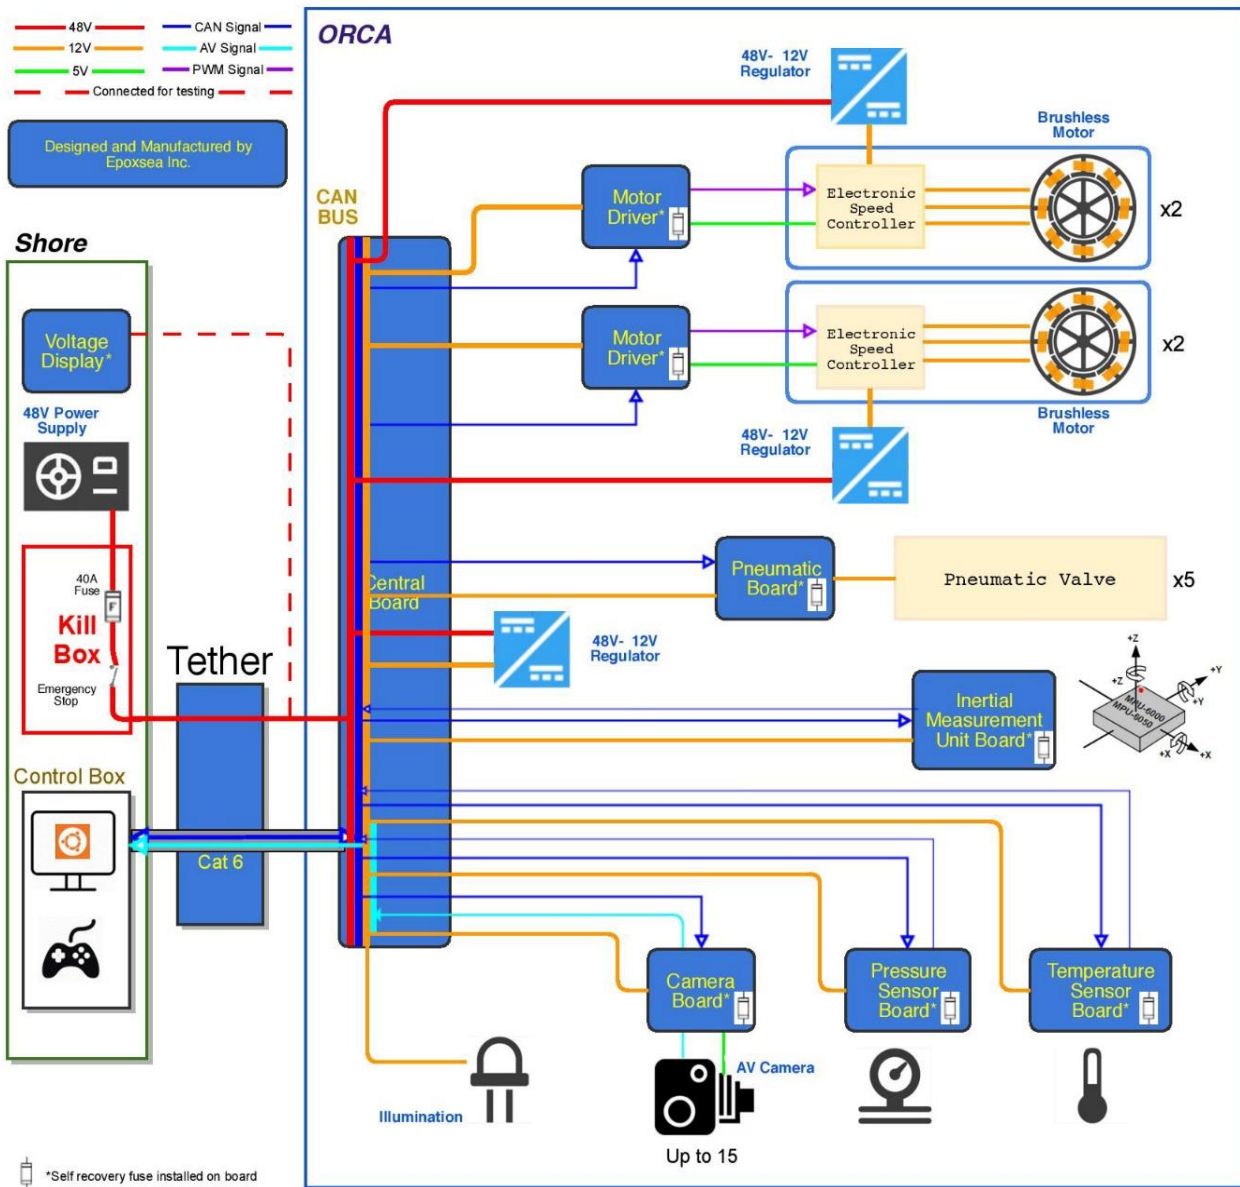 48V
12V
5V
Connected for testing
CAN Signal
AV Signal
PWM Signal
Designed and Manufactured by
Epoxsea Inc.
ORCA
48V- 12V
Regulator
Brushless
Motor
CAN
BUS
Motor
Driver*
Electronic
Speed
Controller
x2
Shore
Voltage
Display*
Motor
Driver*
Electronic
Speed
Controller
x2
48V Power
Supply
48V- 12V
Regulator
Brushless
Motor
40A
Fuse
F
Kill
Box
Emergency
Stop
Central
Board
Pneumatic
Board*
Pneumatic Valve
x5
48V- 12V
Regulator
Tether
Inertial
Measurement
Unit Board*
+Z
+Z
+Y
+Y
MPU-6000
MPU-6050
+X
+X
Control Box
Cat 6
Camera
Board*
Pressure
Sensor
Board*
Temperature
Sensor
Board*
AV Camera
Illumination
Up to 15
*Self recovery fuse installed on board